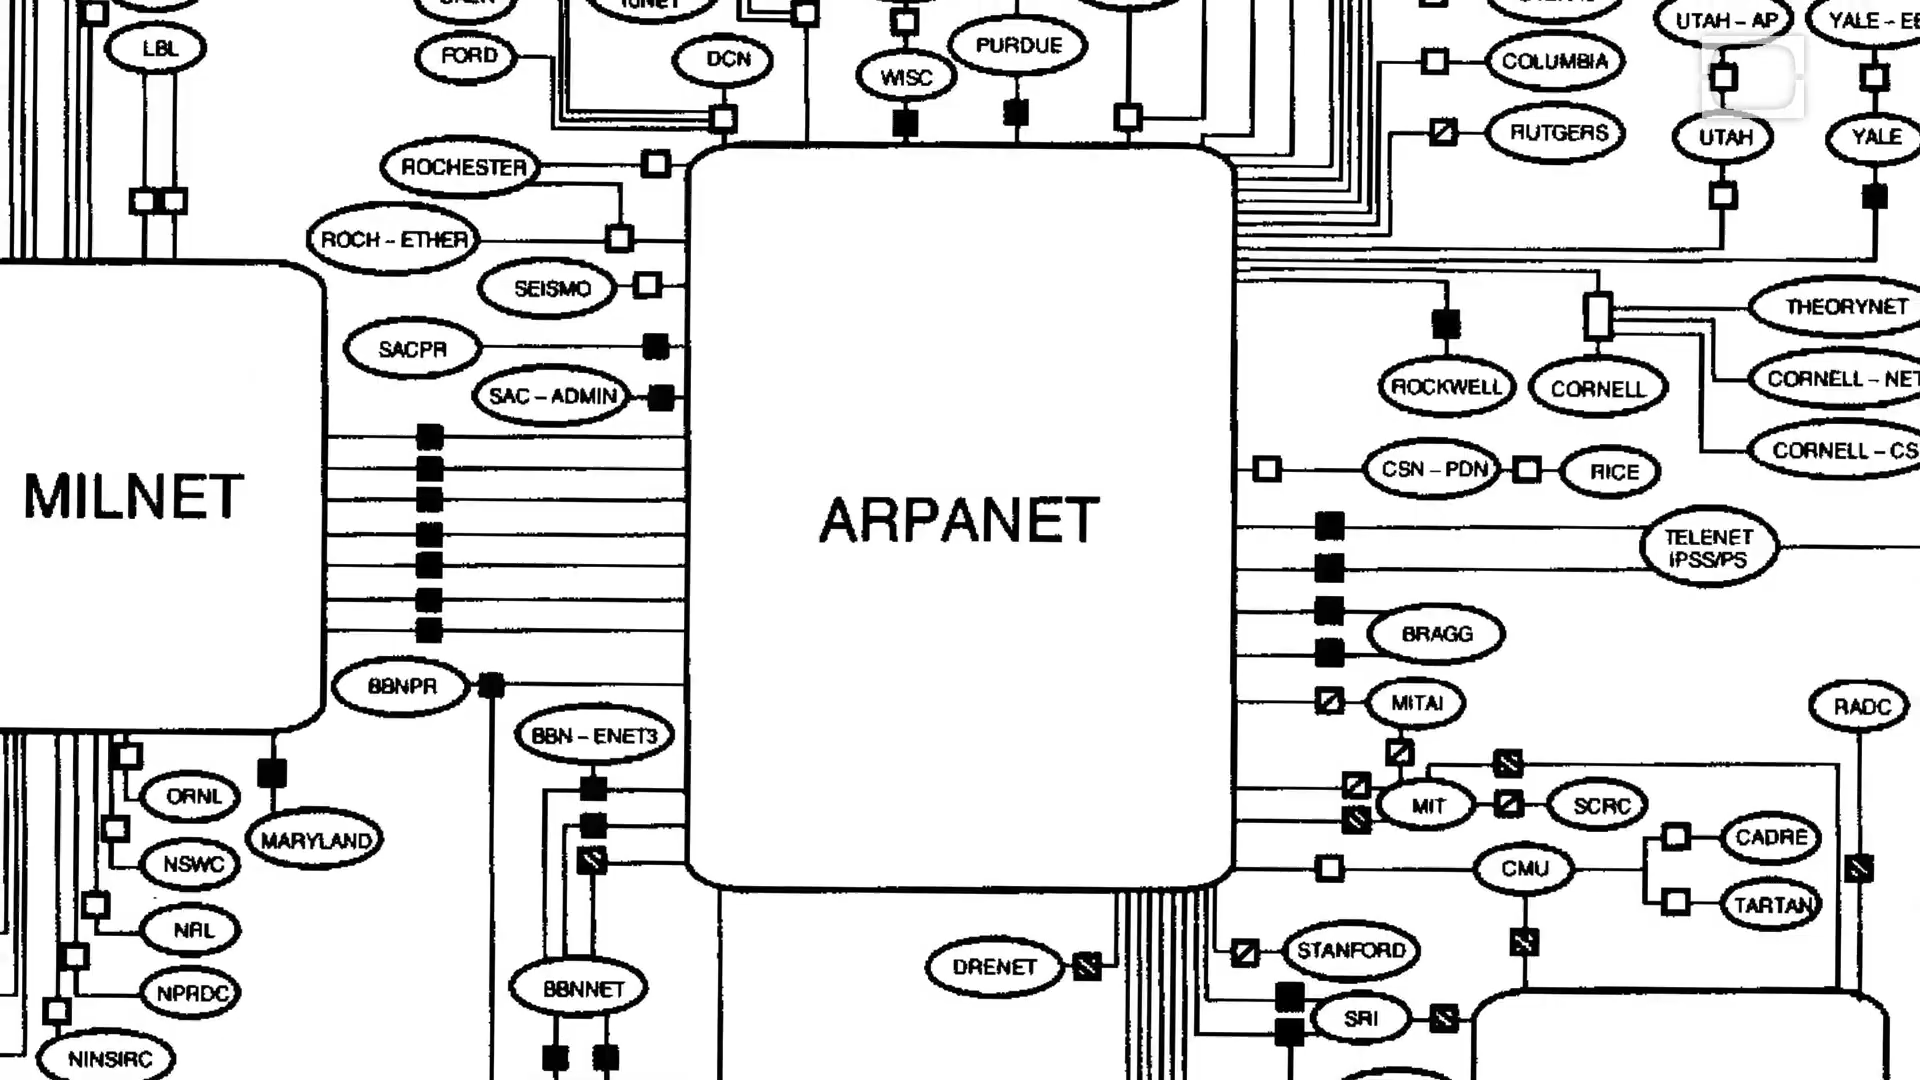 LBL
FORD
DCN
WISC
PURDUE
COLUMBIA
RUTGERS
UTAH – AP
UTAH
YALE
ROCHESTER
ROCH – ETHER
SEISMO
SACPR
SAC – ADMIN
MILNET
ARPANET
ROCKWELL
CORNELL
THEORYNET
CORNELL – NET
CORNELL – CS
CSN – PDN
RICE
TELENET
IPSS/PS
BRAGG
MITAI
RADC
BBNPR
BBN – ENET3
ORNL
MARYLAND
NSWC
NRL
NPRDC
NINSIRC
BBNNET
DRENET
MIT
SCRC
CADRE
CMU
TARTAN
STANFORD
SRI